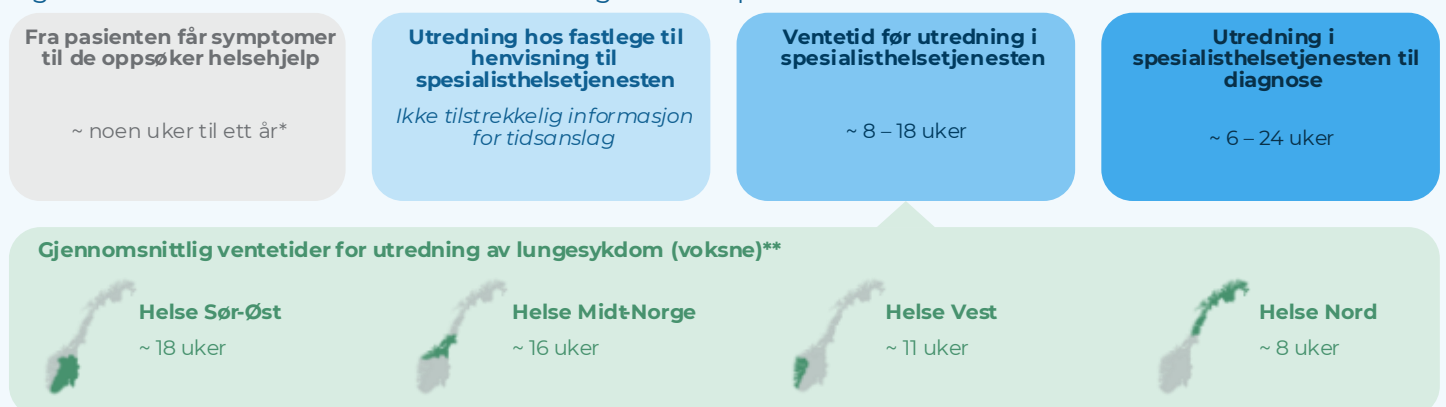 Fra pasienten får symptomer
til de oppsøker helsehjelp
~ noen uker til ett år*
Utredning hos fastlege til
henvisning til
spesialisthelsetjenesten
Ikke tilstrekkelig informasjon
for tidsanslag
Ventetid før utredning i
spesialisthelsetjenesten
~ 8 – 18 uker
Utredning i
spesialisthelsetjenesten til
diagnose
~ 6 – 24 uker
Gjennomsnittlig ventetider for utredning av lungesykdom (voksne)**
Helse Sør-Øst
~ 18 uker
Helse Midt-Norge
~ 16 uker
Helse Vest
~ 11 uker
Helse Nord
~ 8 uker